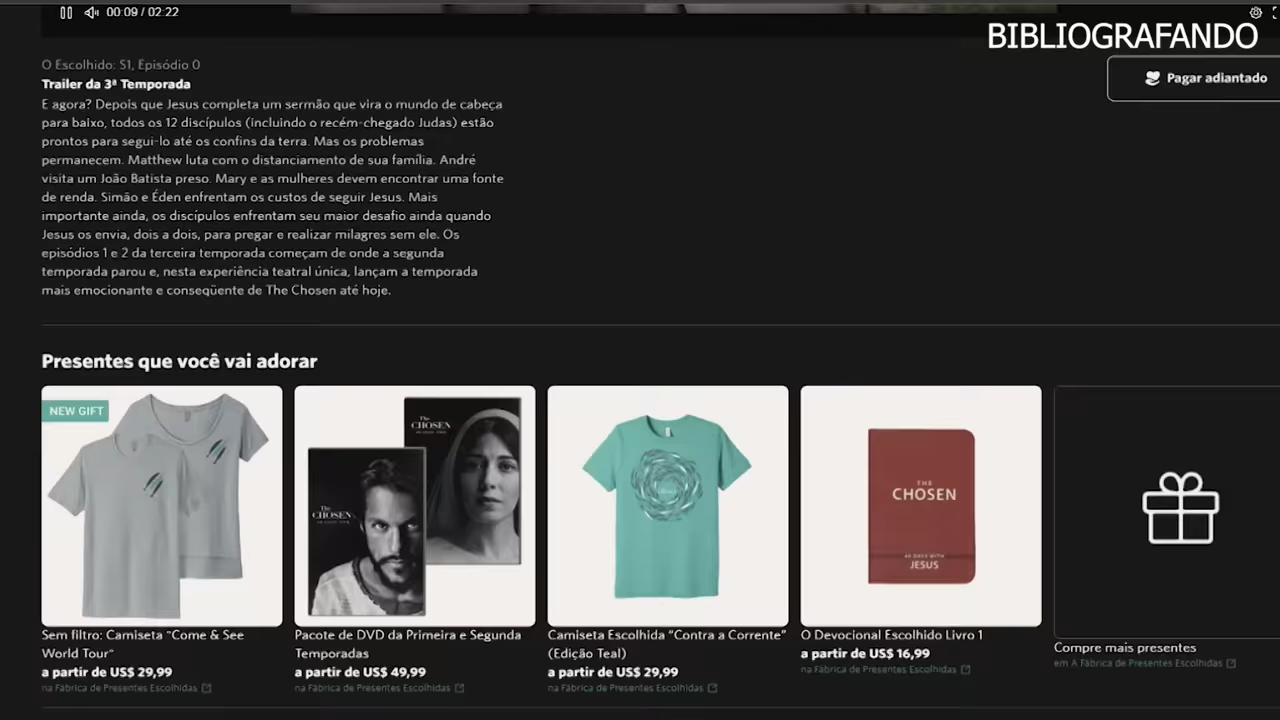 00:09 / 02:22
BIBLIOGRAFANDO
O Escolhido: S1, Episódio 0
Trailer da 3ª Temporada
Pagar adiantado
E agora? Depois que Jesus completa um sermão que vira o mundo de cabeça
para baixo, todos os 12 discípulos (incluindo o recém-chegado Judas) estão
prontos para segui-lo até os confins da terra. Mas os problemas
permanecem. Matthew luta com o distanciamento de sua família. André
visita um João Batista preso. Mary e as mulheres devem encontrar uma fonte
de renda. Simão e Éden enfrentam os custos de seguir Jesus. Mais
importante ainda, os discípulos enfrentam seu maior desafio ainda quando
Jesus os envia, dois a dois, para pregar e realizar milagres sem ele. Os
episódios 1 e 2 da terceira temporada começam de onde a segunda
temporada parou e, nesta experiência teatral única, lançam a temporada
mais emocionante e conseqüente de The Chosen até hoje.
Presentes que você vai adorar
NEW GIFT
The
CHOSEN
The
CHOSEN
THE
CHOSEN
40 DAYS WITH
JESUS
Sem filtro: Camiseta "Come & See
World Tour"
a partir de US$ 29,99
na Fábrica de Presentes Escolhidas
Pacote de DVD da Primeira e Segunda
Temporadas
a partir de US$ 49,99
na Fábrica de Presentes Escolhidas
Camiseta Escolhida "Contra a Corrente"
(Edição Teal)
a partir de US$ 29,99
na Fábrica de Presentes Escolhidas
O Devocional Escolhido Livro 1
a partir de US$ 16,99
na Fábrica de Presentes Escolhidas
Compre mais presentes
em A Fábrica de Presentes Escolhidas